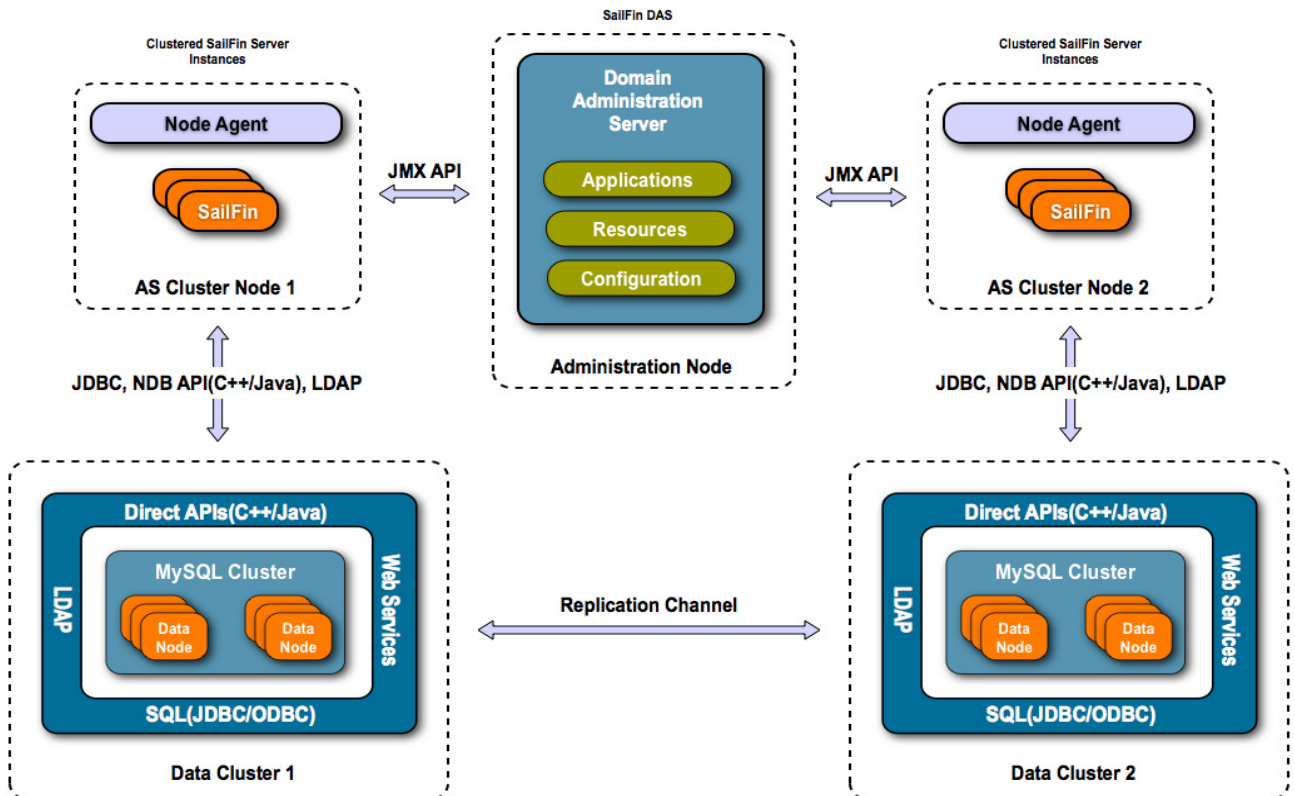 SailFin DAS
Clustered SailFin Server
Instances
Node Agent
SailFin
AS Cluster Node 1
JMX API
Domain
Administration
Server
Applications
Resources
Configuration
Administration Node
JMX API
Clustered SailFin Server
Instances
Node Agent
SailFin
AS Cluster Node 2
JDBC, NDB API(C++/Java), LDAP
JDBC, NDB API(C++/Java), LDAP
Direct APIs(C++/Java)
LDAP
MySQL Cluster
Data
Node
Data
Node
Web Services
SQL(JDBC/ODBC)
Data Cluster 1
Replication Channel
Direct APIs(C++/Java)
LDAP
MySQL Cluster
Data
Node
Data
Node
Web Services
SQL(JDBC/ODBC)
Data Cluster 2